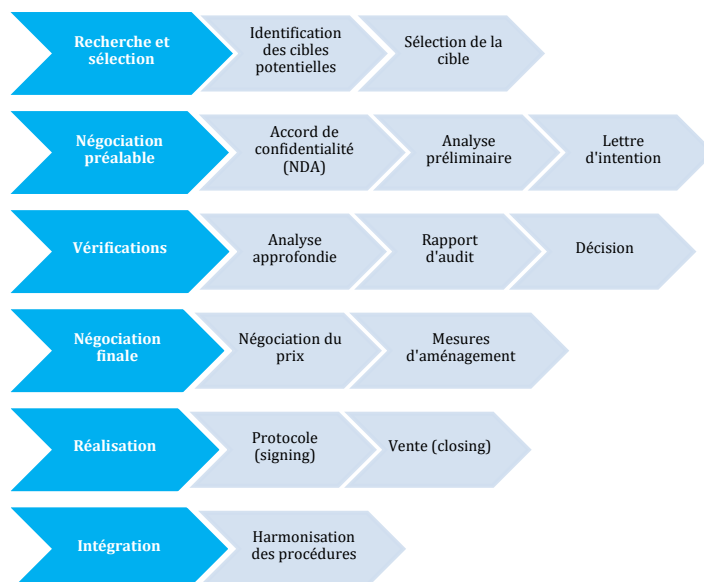 Recherche et
sélection
Identification
des cibles
potentielles
Sélection de la
cible
Négociation
préalable
Accord de
confidentialité
(NDA)
Analyse
préliminaire
Lettre
d'intention
Vérifications
Analyse
approfondie
Rapport
d'audit
Décision
Négociation
finale
Négociation du
prix
Mesures
d'aménagement
Réalisation
Protocole
(signing)
Vente (closing)
Intégration
Harmonisation
des procédures